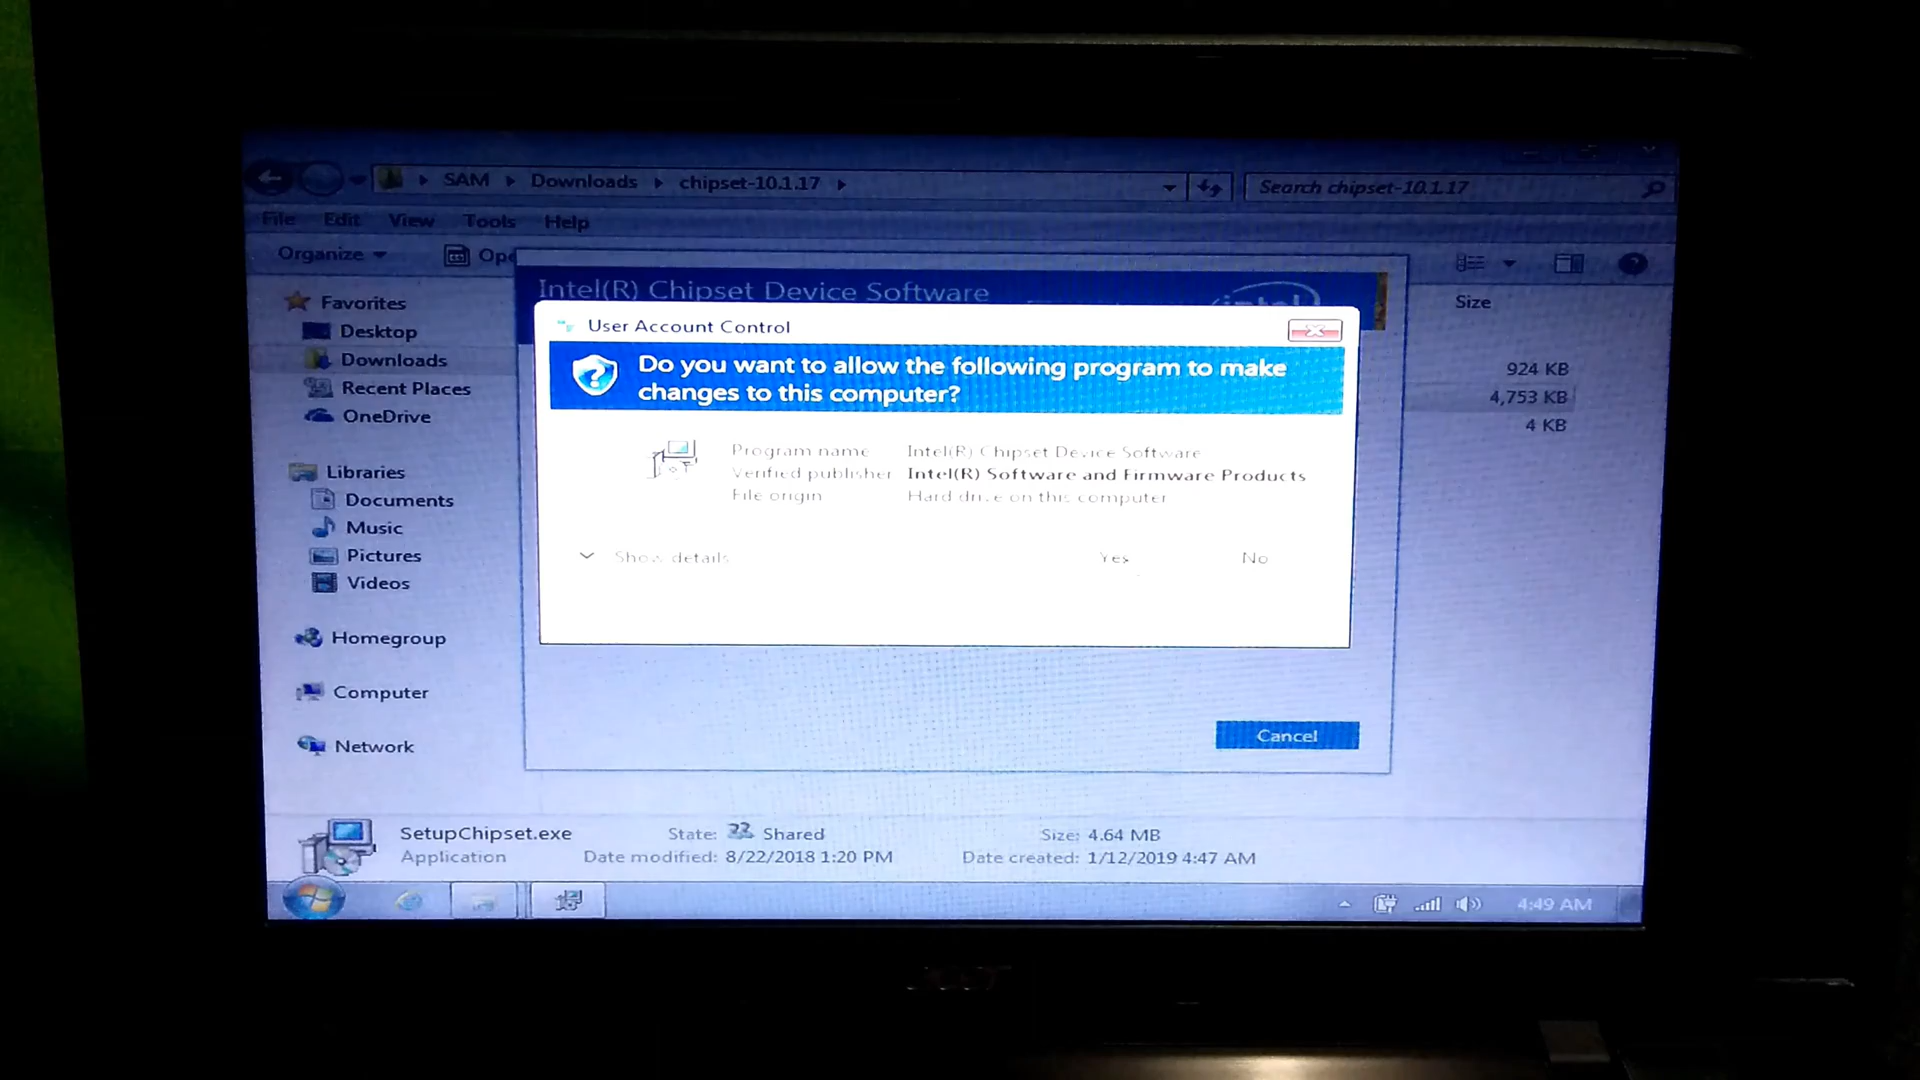 SAM Downloads chipset-10.1.17
Search chipset-10.1.17
File Edit View Tools Help
Organize
Size
Intel(R) Chipset Device Software
Favorites
Desktop
Downloads
Recent Places
OneDrive
Libraries
Documents
Music
Pictures
Videos
Homegroup
Computer
Network
924 KB
4,753 KB
4 KB
User Account Control
Do you want to allow the following program to make
changes to this computer?
Program name Intel(R) Chipset Device Software
Verified publisher Intel(R) Software and Firmware Products
File origin Hard drive on this computer
Show details Yes No
Cancel
SetupChipset.exe State: Shared Size: 4.64 MB
Application Date modified: 8/22/2018 1:20 PM Date created: 1/12/2019 4:47 AM
4:49 AM
acer